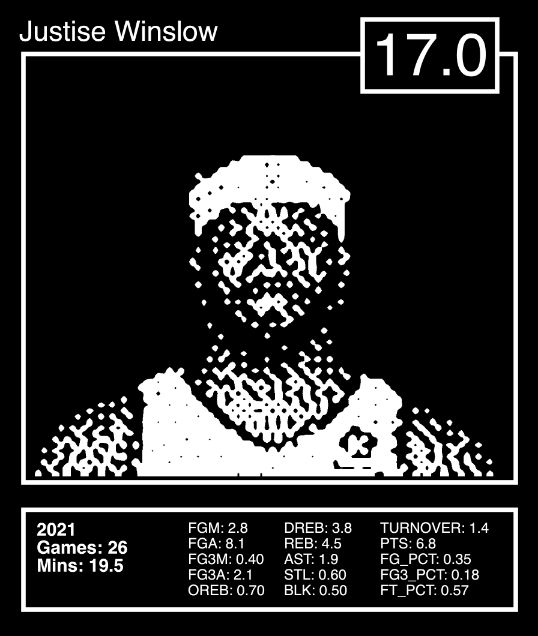 Justise Winslow
17.0
2021
Games: 26
Mins: 19.5
FGM: 2.8
FGA: 8.1
FG3M: 0.40
FG3A: 2.1
OREB: 0.70
DREB: 3.8
REB: 4.5
AST: 1.9
STL: 0.60
BLK: 0.50
TURNOVER: 1.4
PTS: 6.8
FG_PCT: 0.35
FG3_PCT: 0.18
FT_PCT: 0.57